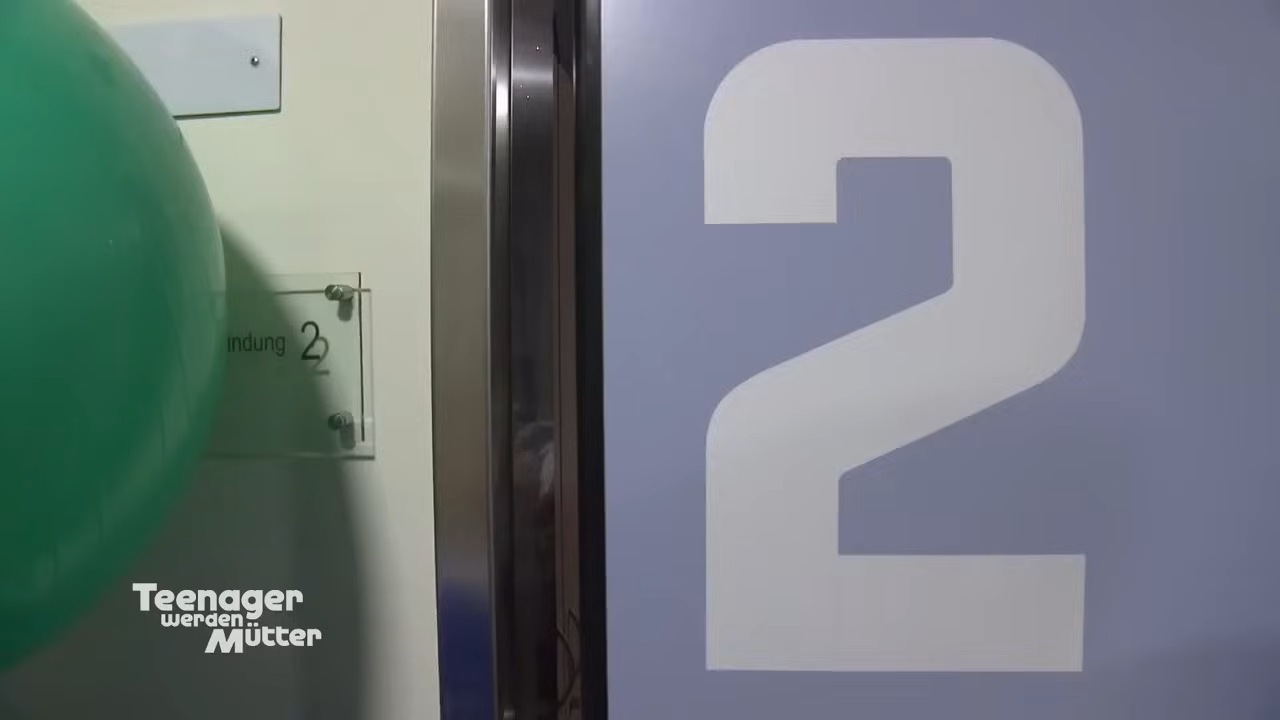 indung 2
2
Teenager
werden
Mütter